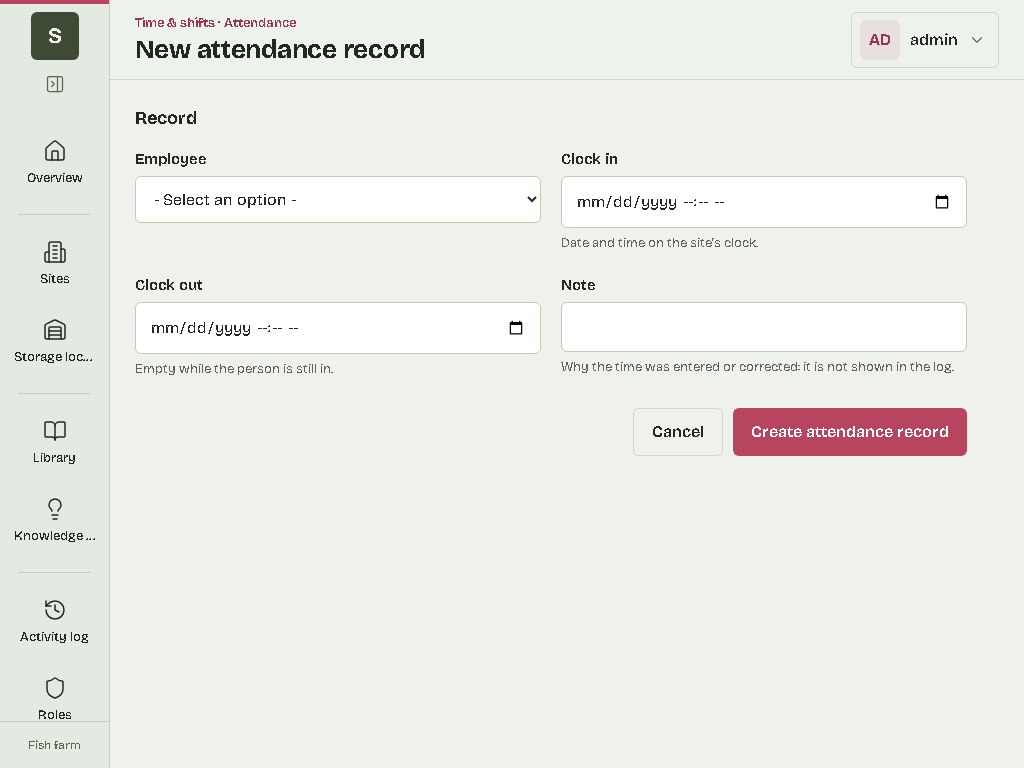 S
Overview
Sites
Storage loc...
Library
Knowledge ...
Activity log
Roles
Fish farm
Time & shifts · Attendance
New attendance record
AD
admin
Record
Employee
- Select an option -
Clock in
mm/dd/yyyy --:-- --
Date and time on the site's clock.
Clock out
mm/dd/yyyy --:-- --
Empty while the person is still in.
Note
Why the time was entered or corrected: it is not shown in the log.
Cancel
Create attendance record